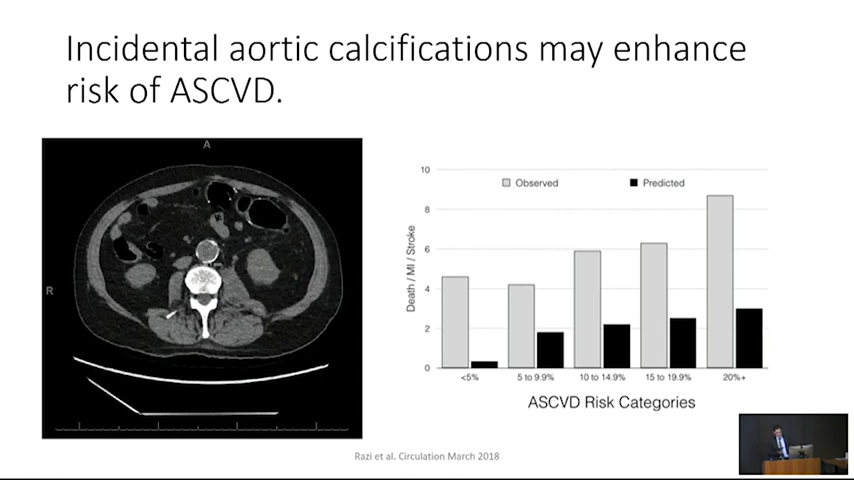 Incidental aortic calcifications may enhance
risk of ASCVD.
A
R
10
8
6
4
2
0
Death / MI / Stroke
Observed
Predicted
<5%
5 to 9.9%
10 to 14.9%
15 to 19.9%
20%+
ASCVD Risk Categories
Razi et al. Circulation March 2018